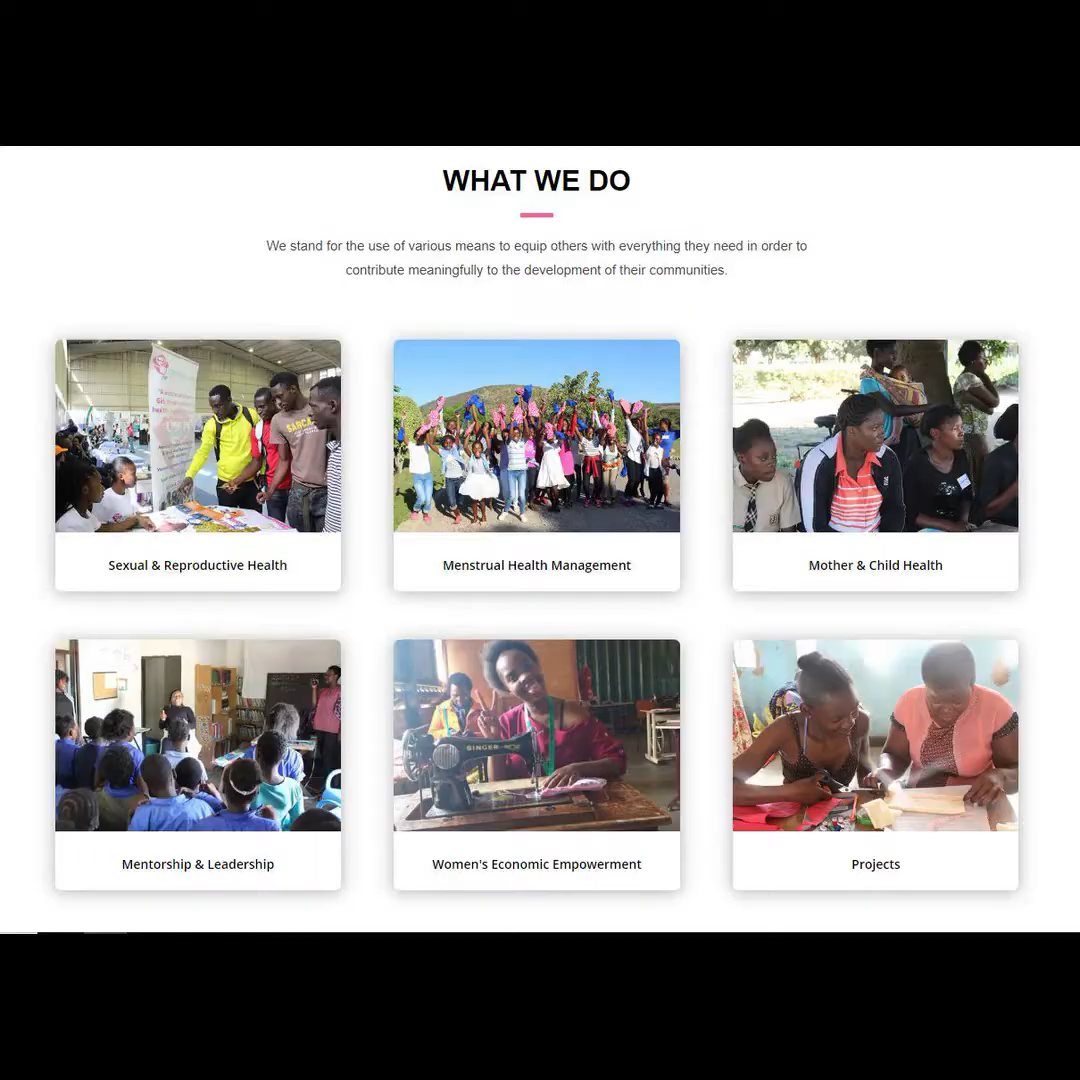 WHAT WE DO
We stand for the use of various means to equip others with everything they need in order to
contribute meaningfully to the development of their communities.
Sexual & Reproductive Health
Menstrual Health Management
Mother & Child Health
SINGER
Mentorship & Leadership
Women's Economic Empowerment
Projects